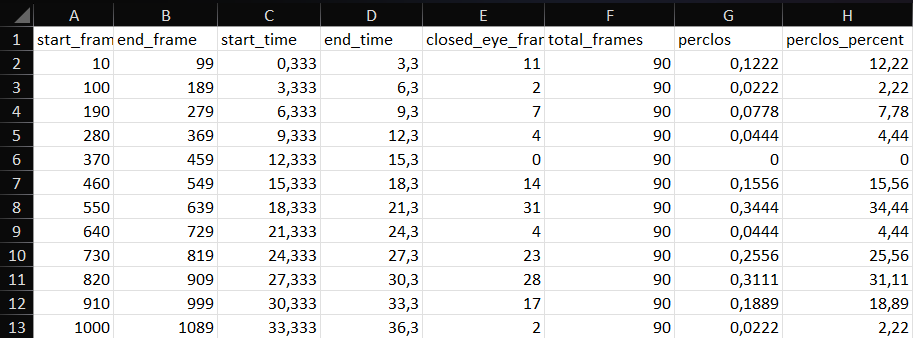 A B C D E F G H
1 start_fram end_frame start_time end_time closed_eye_fran total_frames perclos perclos_percent
2 10 99 0,333 3,3 11 90 0,1222 12,22
3 100 189 3,333 6,3 2 90 0,0222 2,22
4 190 279 6,333 9,3 7 90 0,0778 7,78
5 280 369 9,333 12,3 4 90 0,0444 4,44
6 370 459 12,333 15,3 0 90 0 0
7 460 549 15,333 18,3 14 90 0,1556 15,56
8 550 639 18,333 21,3 31 90 0,3444 34,44
9 640 729 21,333 24,3 4 90 0,0444 4,44
10 730 819 24,333 27,3 23 90 0,2556 25,56
11 820 909 27,333 30,3 28 90 0,3111 31,11
12 910 999 30,333 33,3 17 90 0,1889 18,89
13 1000 1089 33,333 36,3 2 90 0,0222 2,22